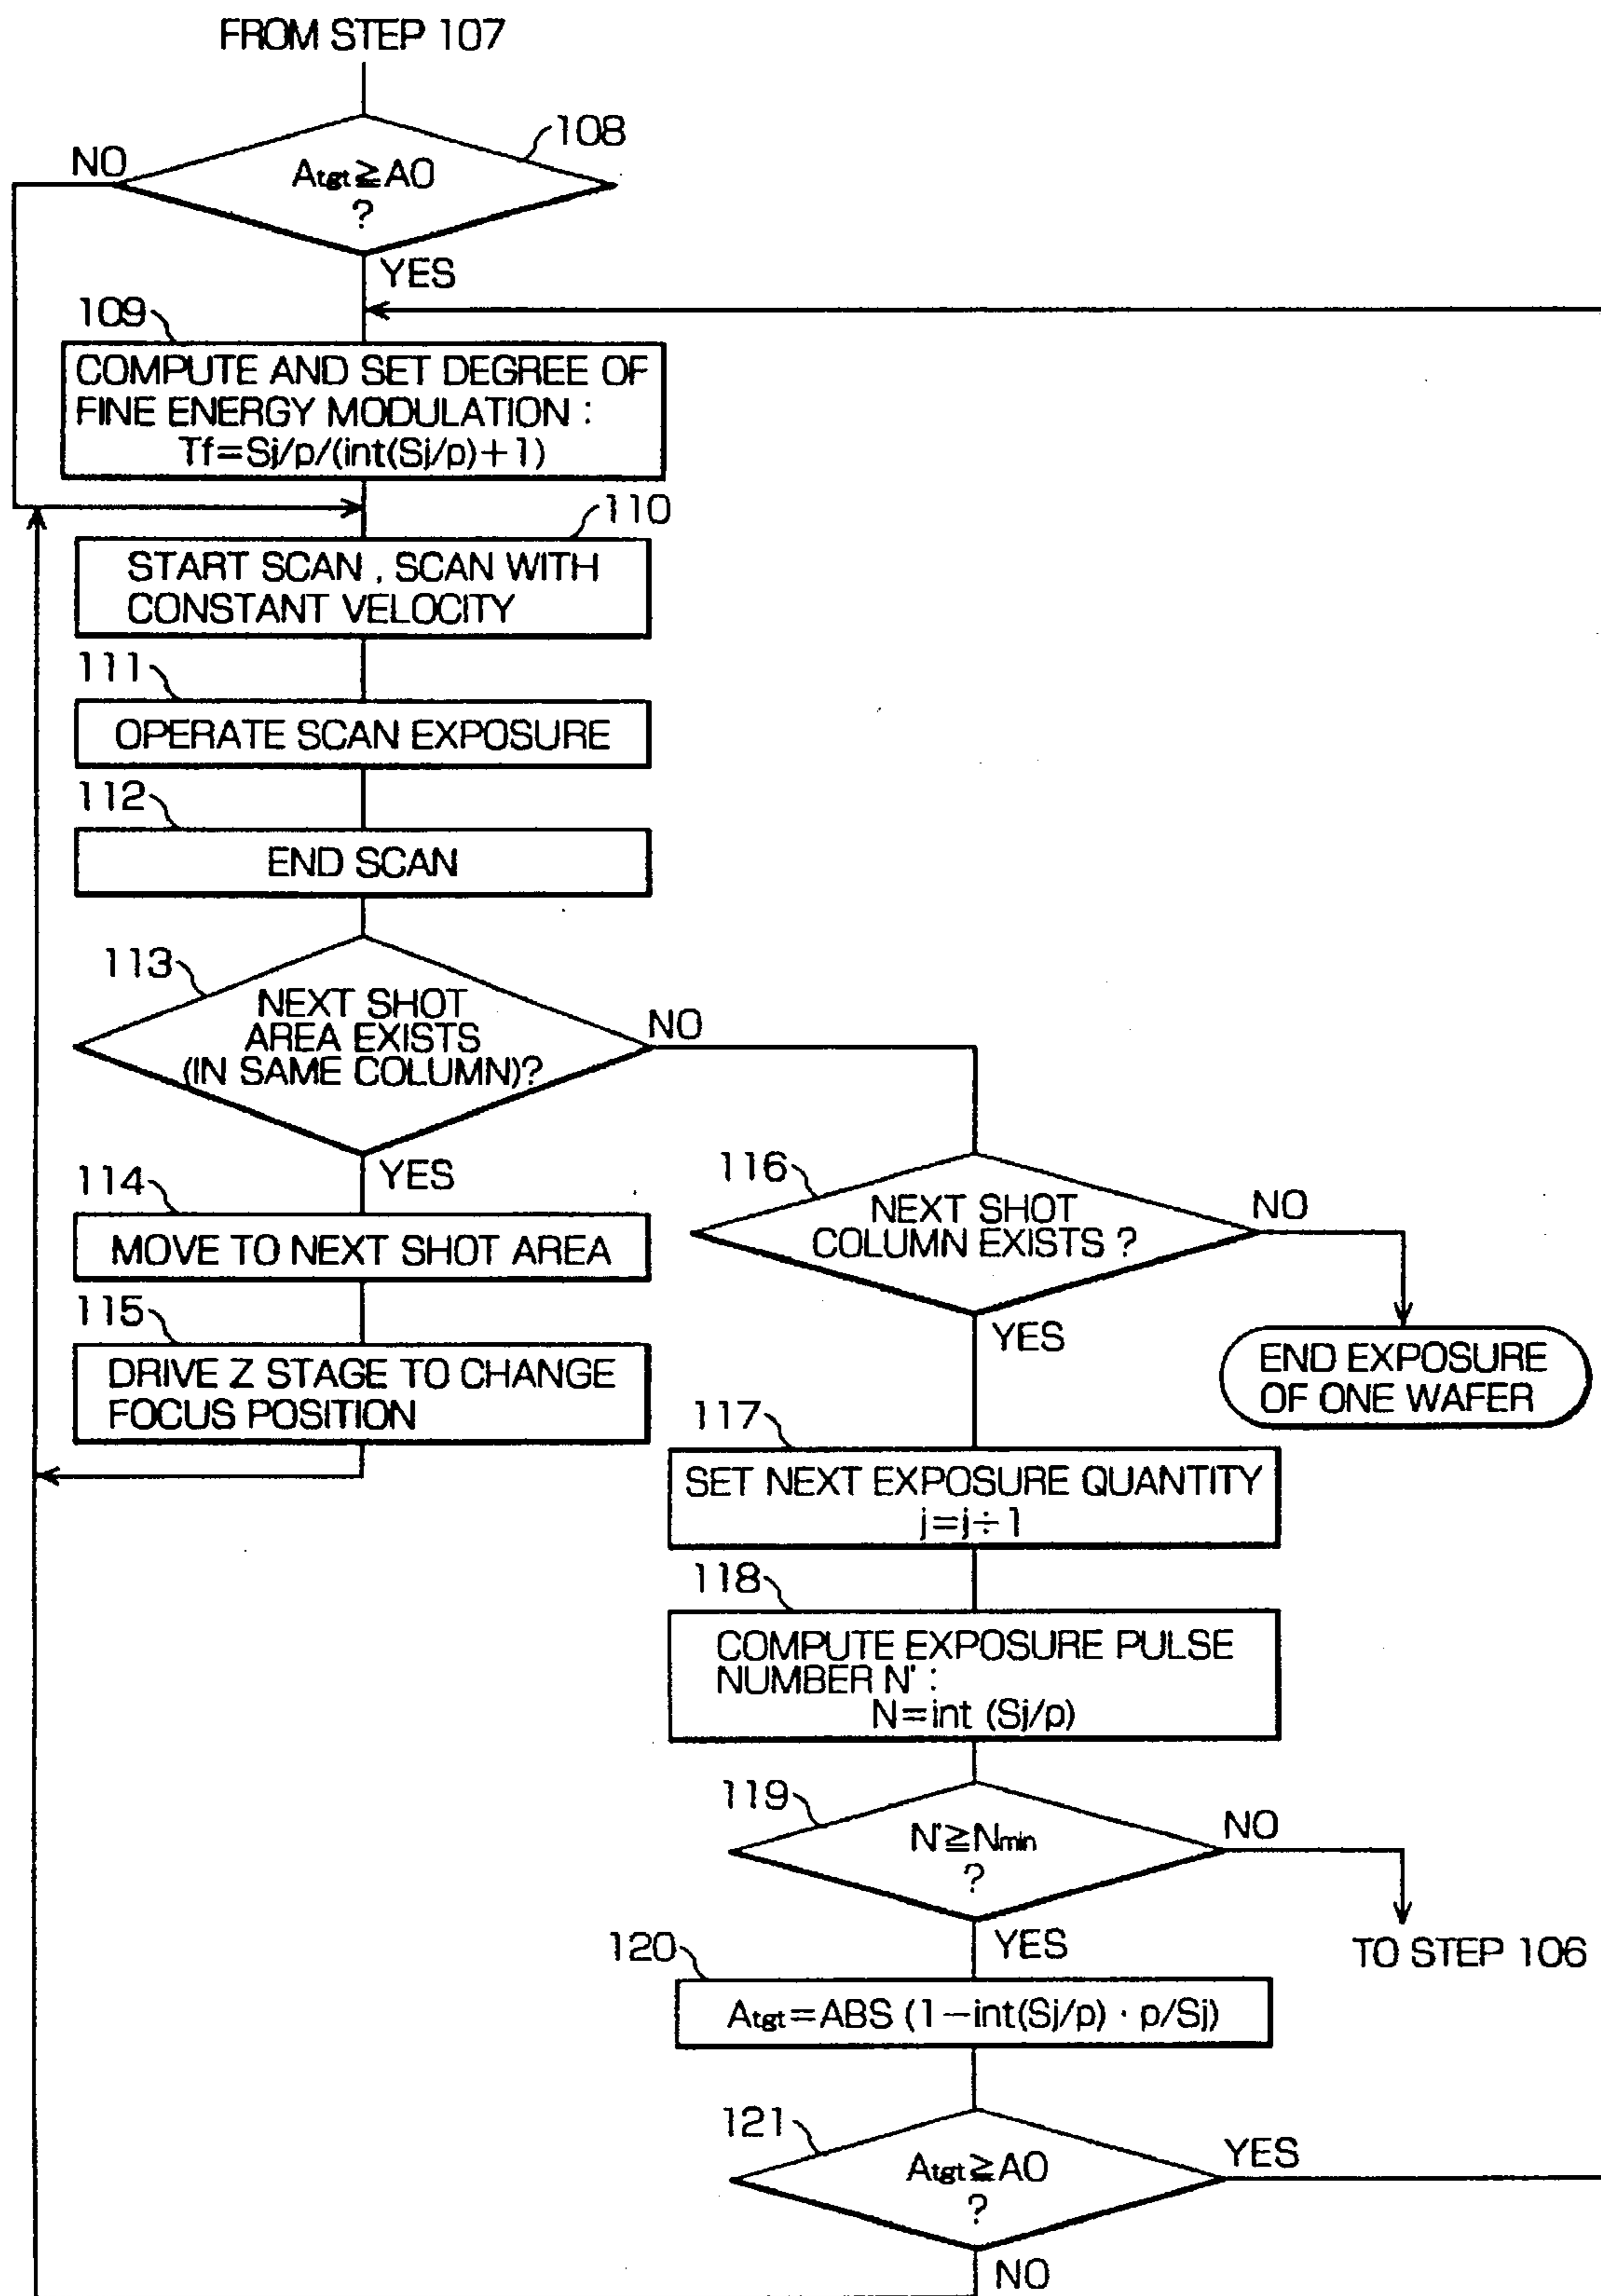 FROM STEP 107
108
NO
Atgt≧A0
?
YES
109
COMPUTE AND SET DEGREE OF
FINE ENERGY MODULATION :
Tf=Sj/p/(int(Sj/p)+1)
110
START SCAN , SCAN WITH
CONSTANT VELOCITY
111
OPERATE SCAN EXPOSURE
112
END SCAN
113
NEXT SHOT
AREA EXISTS
(IN SAME COLUMN)?
NO
YES
114
MOVE TO NEXT SHOT AREA
115
DRIVE Z STAGE TO CHANGE
FOCUS POSITION
116
NEXT SHOT
COLUMN EXISTS ?
NO
YES
END EXPOSURE
OF ONE WAFER
117
SET NEXT EXPOSURE QUANTITY
j=j÷1
118
COMPUTE EXPOSURE PULSE
NUMBER N' :
N=int (Sj/p)
119
N'≧Nmin
?
NO
YES
TO STEP 106
120
Atgt=ABS (1−int(Sj/p) · p/Sj)
121
Atgt≧A0
?
YES
NO